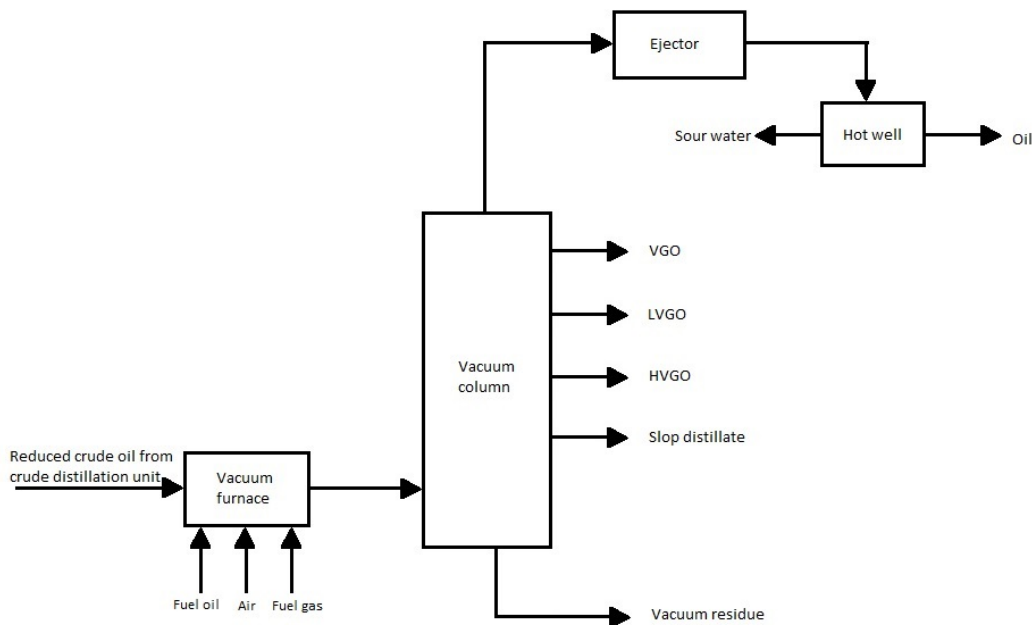 Ejector
Hot well
Sour water
Oil
VGO
LVGO
HVGO
Slop distillate
Vacuum
column
Reduced crude oil from
crude distillation unit
Vacuum
furnace
Fuel oil
Air
Fuel gas
Vacuum residue